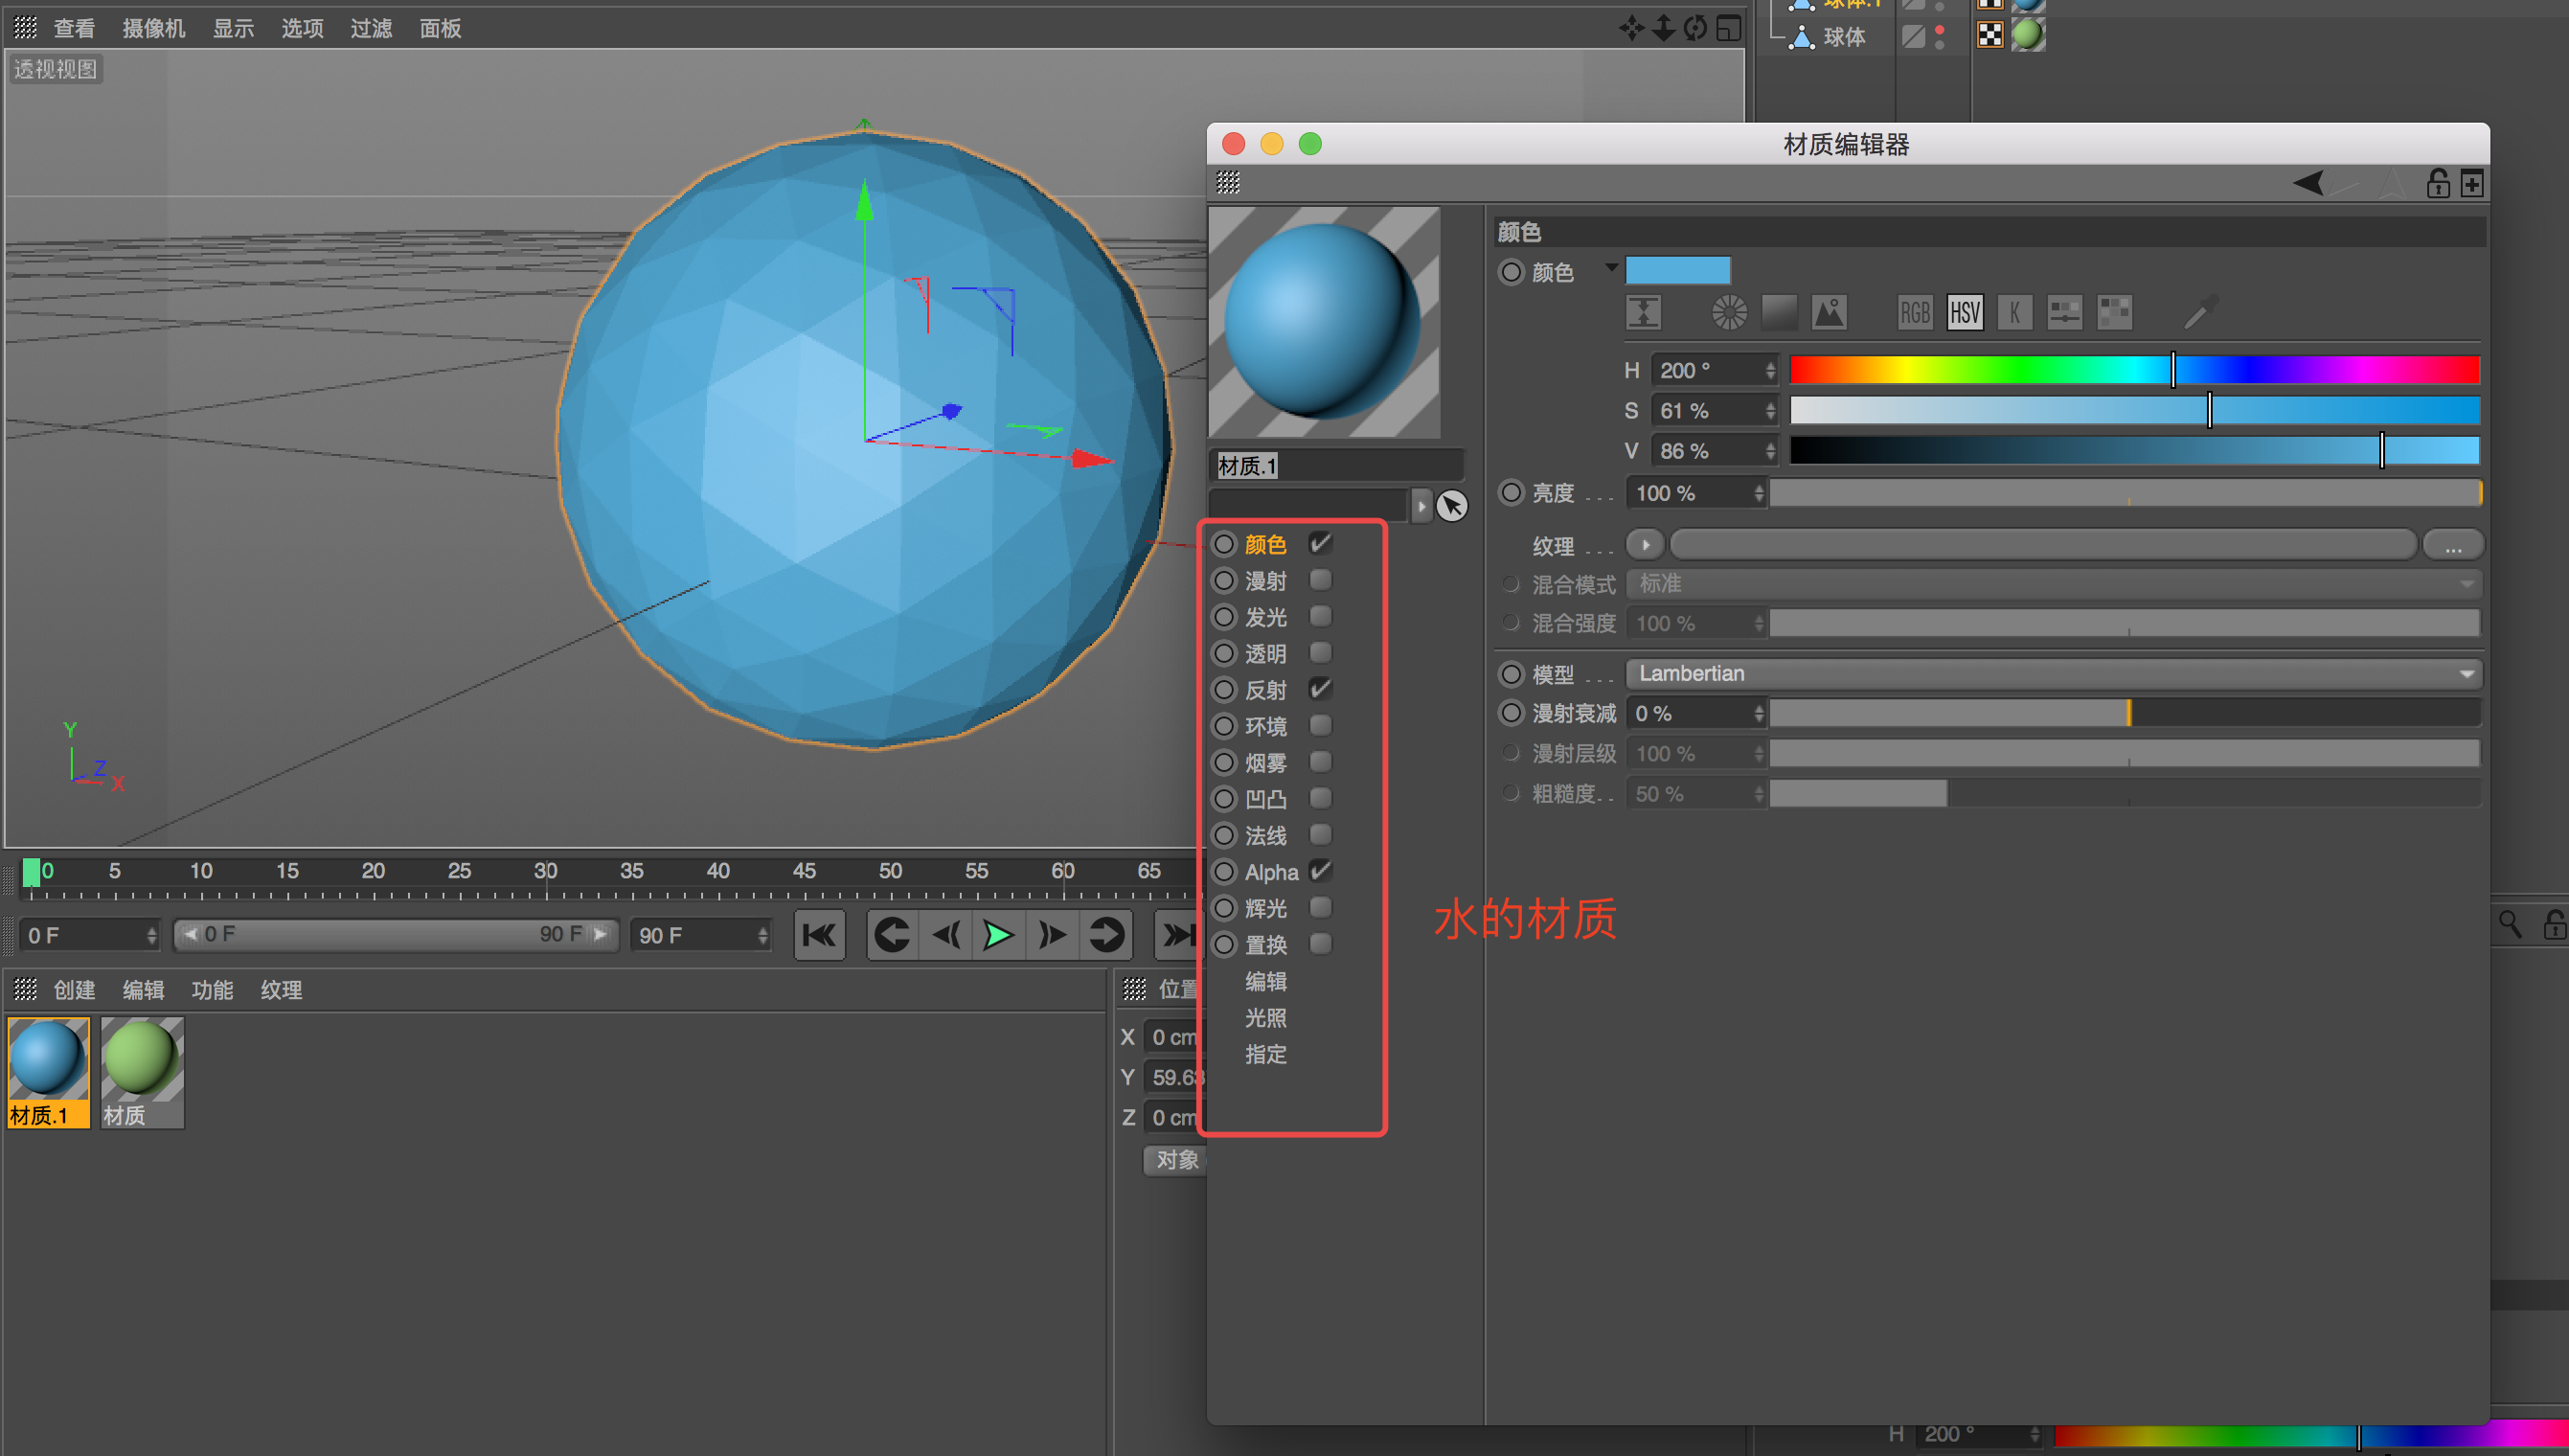 查看 摄像机 显示 选项 过滤 面板
透视视图
球体.1
球体
材质编辑器
材质.1
颜色
颜色
RGB HSV K
H 200 °
S 61 %
V 86 %
亮度 . . . 100 %
纹理 . . . ...
混合模式 标准
混合强度 100 %
模型 . . . Lambertian
漫射衰减 0 %
漫射层级 100 %
粗糙度. . 50 %
颜色
漫射
发光
透明
反射
环境
烟雾
凹凸
法线
Alpha
辉光
置换
编辑
光照
指定
水的材质
Y
Z
X
0 5 10 15 20 25 30 35 40 45 50 55 60 65
0 F 0 F 90 F 90 F
创建 编辑 功能 纹理
材质.1 材质
位置
X 0 cm
Y 59.63
Z 0 cm
对象
H 200 °